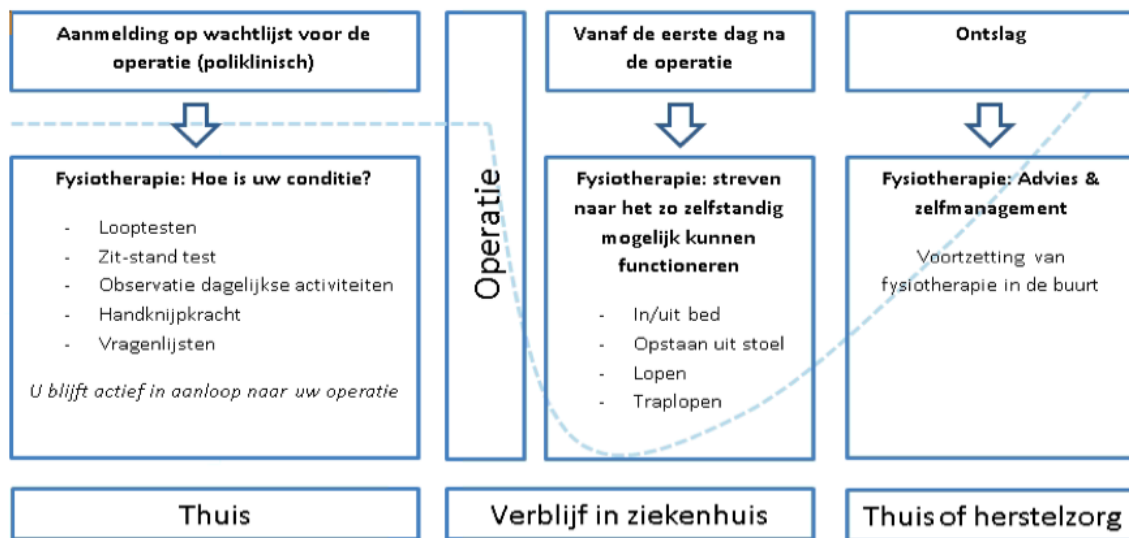 Aanmelding op wachtlijst voor de
operatie (poliklinisch)
Fysiotherapie: Hoe is uw conditie?
- Looptesten
- Zit-stand test
- Observatie dagelijkse activiteiten
- Handknijpkracht
- Vragenlijsten
U blijft actief in aanloop naar uw operatie
Thuis
Operatie
Vanaf de eerste dag na
de operatie
Fysiotherapie: streven
naar het zo zelfstandig
mogelijk kunnen
functioneren
- In/uit bed
- Opstaan uit stoel
- Lopen
- Traplopen
Verblijf in ziekenhuis
Ontslag
Fysiotherapie: Advies &
zelfmanagement
Voortzetting van
fysiotherapie in de buurt
Thuis of herstelzorg